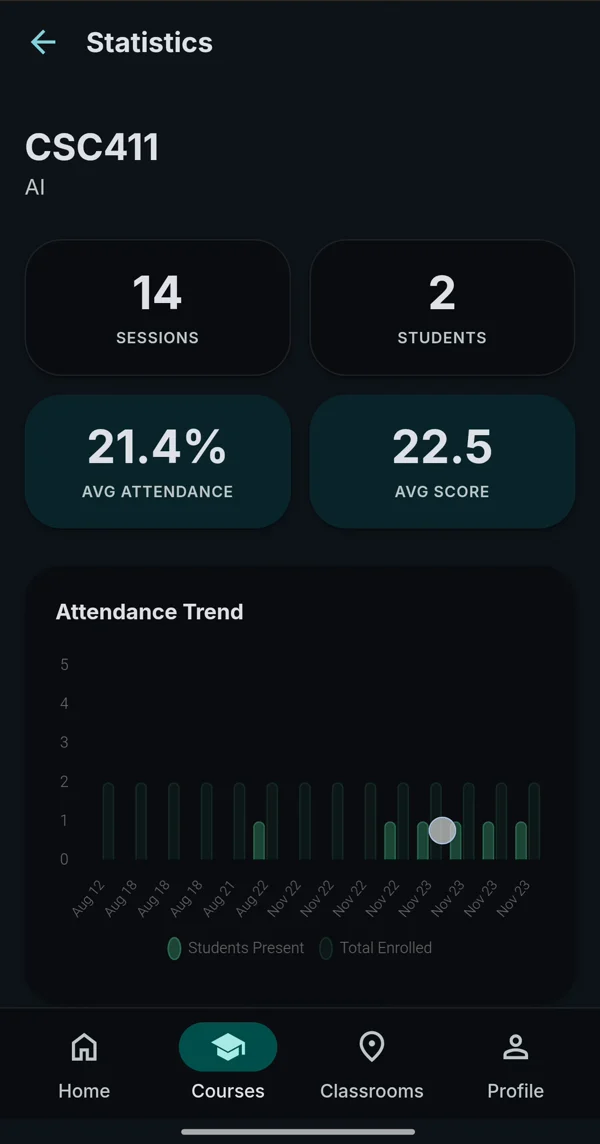 Statistics
CSC411
AI
14
SESSIONS
2
STUDENTS
21.4%
AVG ATTENDANCE
22.5
AVG SCORE
Attendance Trend
5
4
3
2
1
0
Aug 12
Aug 18
Aug 18
Aug 18
Aug 21
Aug 22
Nov 22
Nov 22
Nov 22
Nov 22
Nov 23
Nov 23
Nov 23
Nov 23
Students Present
Total Enrolled
Home
Courses
Classrooms
Profile